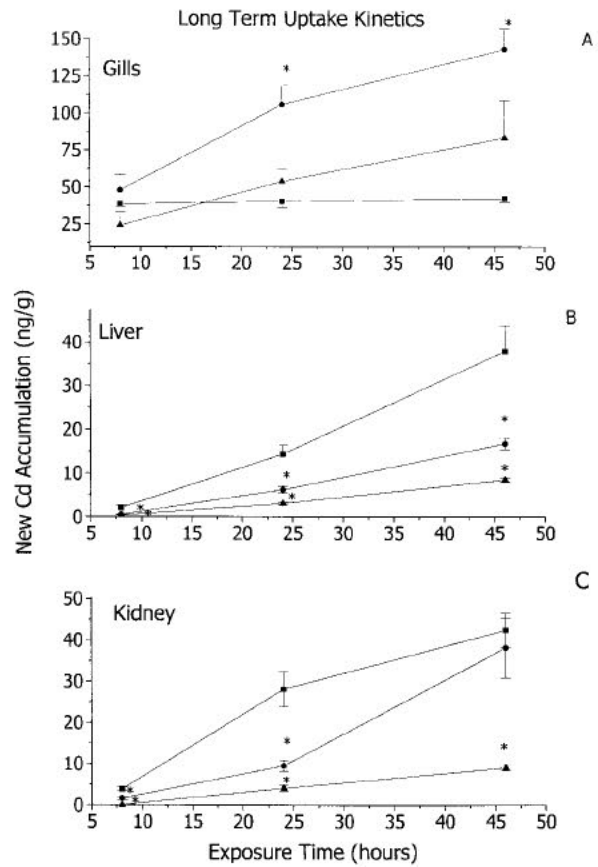 Long Term Uptake Kinetics
A
Gills
150
125
100
75
50
25
5 10 15 20 25 30 35 40 45 50
B
Liver
40
30
20
10
0
5 10 15 20 25 30 35 40 45 50
C
Kidney
50
40
30
20
10
0
5 10 15 20 25 30 35 40 45 50
New Cd Accumulation (ng/g)
Exposure Time (hours)